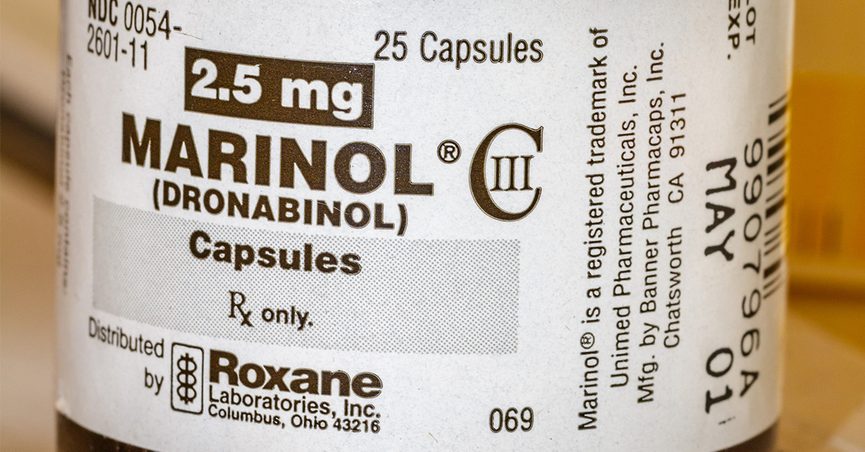 NDC 0054-
2601-11
25 Capsules
2.5 mg
MARINOL® CIII
(DRONABINOL)
Capsules
Rx only.
Distributed
by
Roxane
Laboratories, Inc.
Columbus, Ohio 43216
069
Marinol® is a registered trademark of
Unimed Pharmaceuticals, Inc.
Mfg. by Banner Pharmacaps, Inc.
Chatsworth CA 91311
LOT
EXP.
990796A
MAY 01